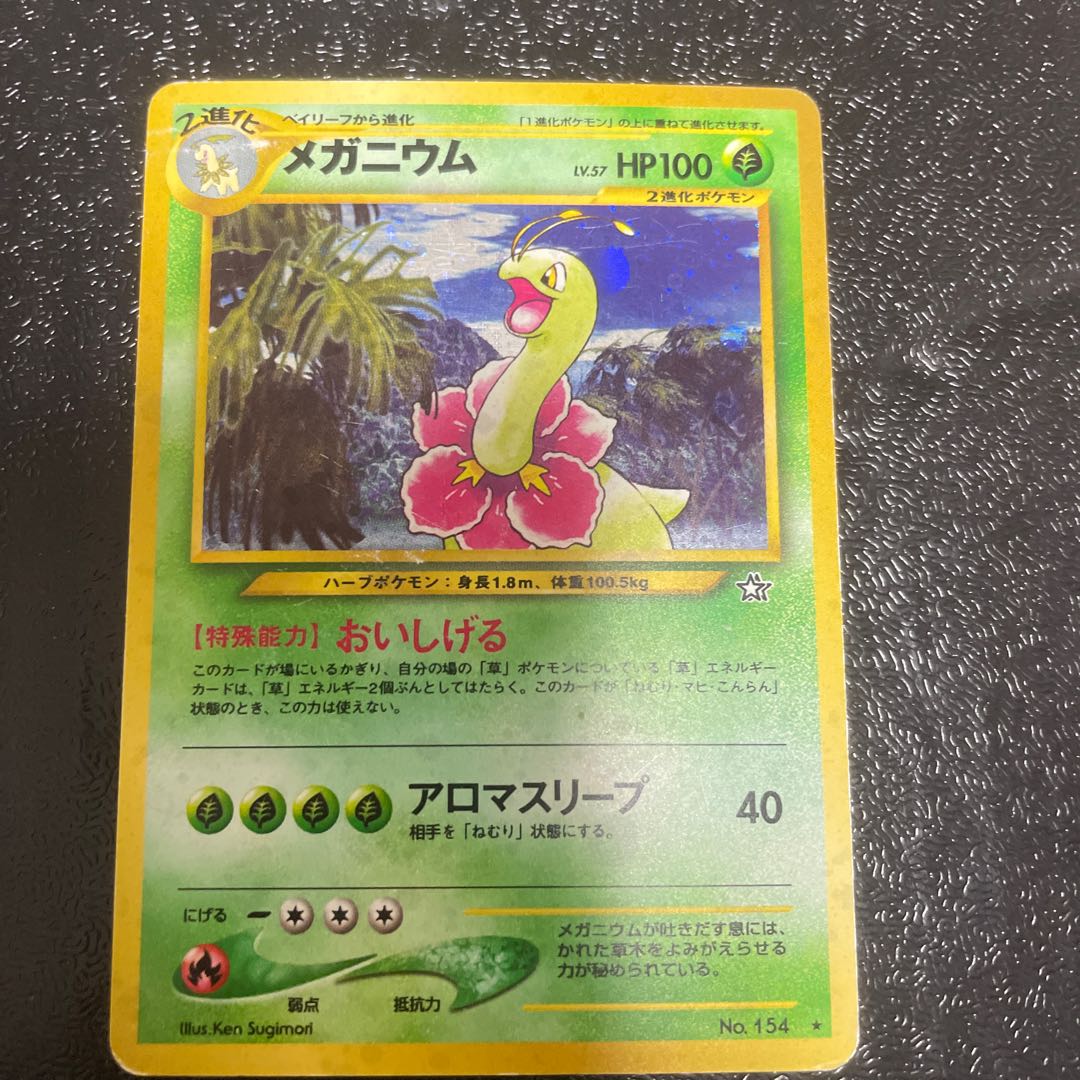 2進化
ベイリーフから進化
「1進化ポケモン」の上に重ねて進化させます。
メガニウム
LV.57 HP100
2進化ポケモン
ハーブポケモン：身長1.8m、体重100.5kg
【特殊能力】おいしげる
このカードが場にいるかぎり、自分の場の「草」ポケモンについている「草」エネルギー
カードは、「草」エネルギー2個ぶんとしてはたらく。このカードが「ねむり・マヒ・こんらん」
状態のとき、この力は使えない。
アロマスリープ 40
相手を「ねむり」状態にする。
にげる
弱点
抵抗力
メガニウムが吐きだす息には、
かれた草木をよみがえらせる
力が秘められている。
Illus.Ken Sugimori
No. 154 ★